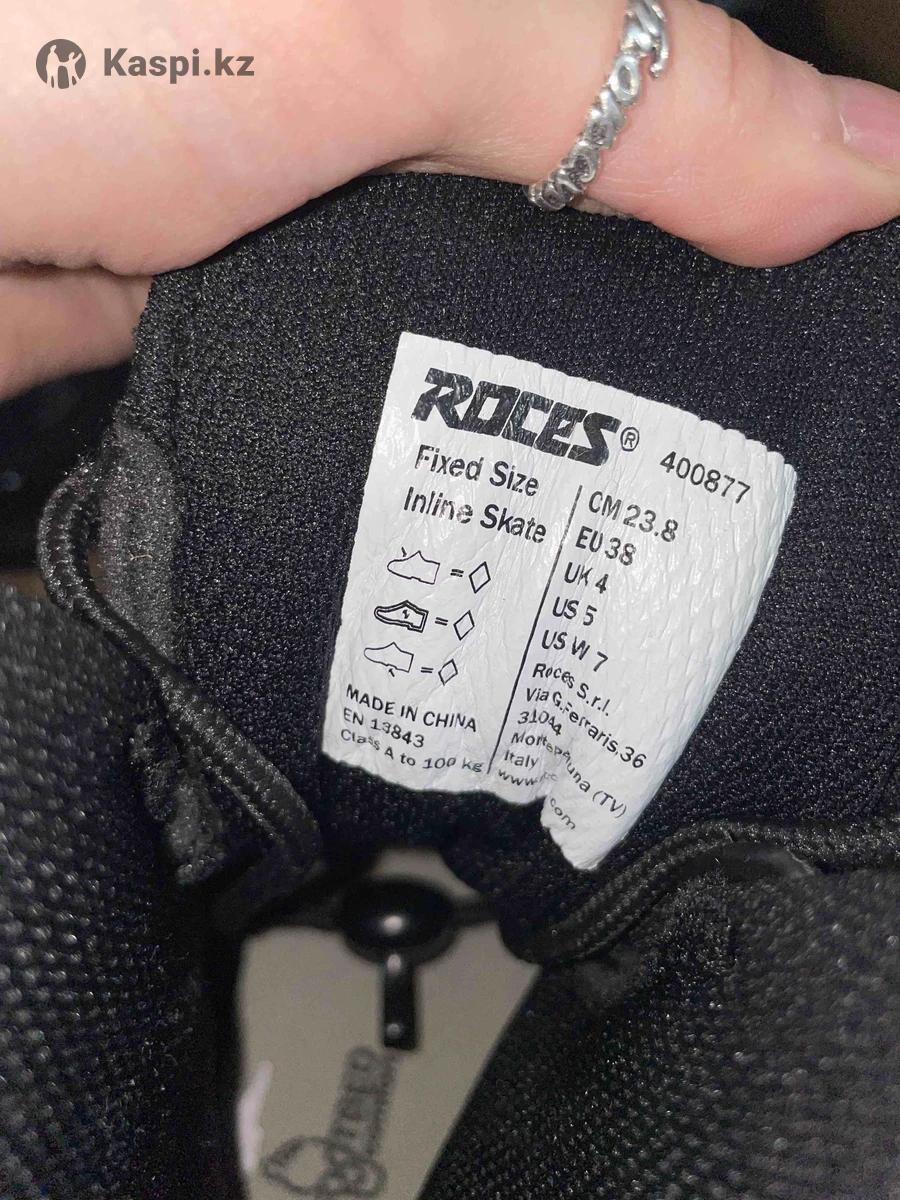 Kaspi.kz
ROCES® 400877
Fixed Size
Inline Skate
CM 23.8
EU 38
UK 4
US 5
US W 7
Roces S.r.l.
Via G.Ferraris,36
31044
(TV)
Italy
MADE IN CHINA
EN 13843
Class A to 100 kg